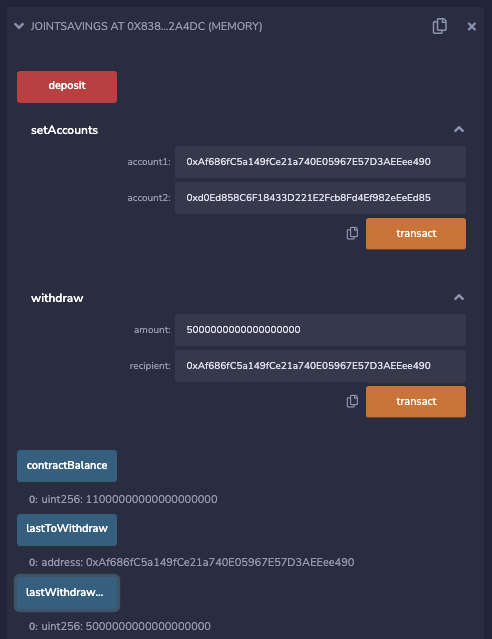 JOINTSAVINGS AT 0X838...2A4DC (MEMORY)
deposit
setAccounts
account1: 0xAf686fC5a149fCe21a740E05967E57D3AEEee490
account2: 0xd0Ed858C6F18433D221E2Fcb8Fd4Ef982eEeEd85
transact
withdraw
amount: 5000000000000000000
recipient: 0xAf686fC5a149fCe21a740E05967E57D3AEEee490
transact
contractBalance
0: uint256: 11000000000000000000
lastToWithdraw
0: address: 0xAf686fC5a149fCe21a740E05967E57D3AEEee490
lastWithdraw...
0: uint256: 5000000000000000000